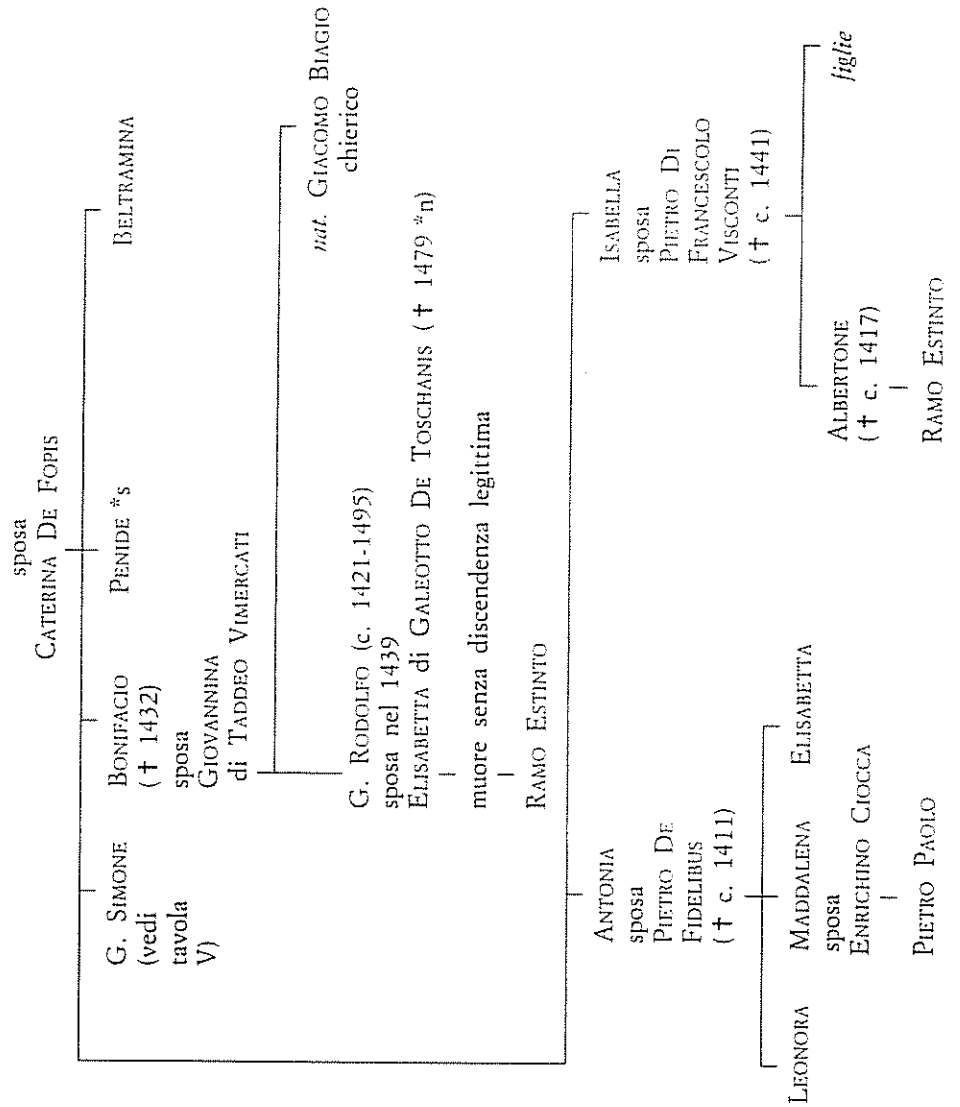 sposa
CATERINA DE FOPIS
G. SIMONE
(vedi
tavola
V)
BONIFACIO
(† 1432)
sposa
GIOVANNINA
di TADDEO VIMERCATI
PENIDE *s
BELTRAMINA
G. RODOLFO (c. 1421-1495)
sposa nel 1439
ELISABETTA di GALEOTTO DE TOSCHANIS († 1479 *n)
muore senza discendenza legittima
RAMO ESTINTO
nat. GIACOMO BIAGIO
chierico
ANTONIA
sposa
PIETRO DE
FIDELIBUS
(† c. 1411)
ISABELLA
sposa
PIETRO DI
FRANCESCOLO
VISCONTI
(† c. 1441)
LEONORA
MADDALENA
sposa
ENRICHINO CIOCCA
PIETRO PAOLO
ELISABETTA
ALBERTONE
(† c. 1417)
RAMO ESTINTO
figlie